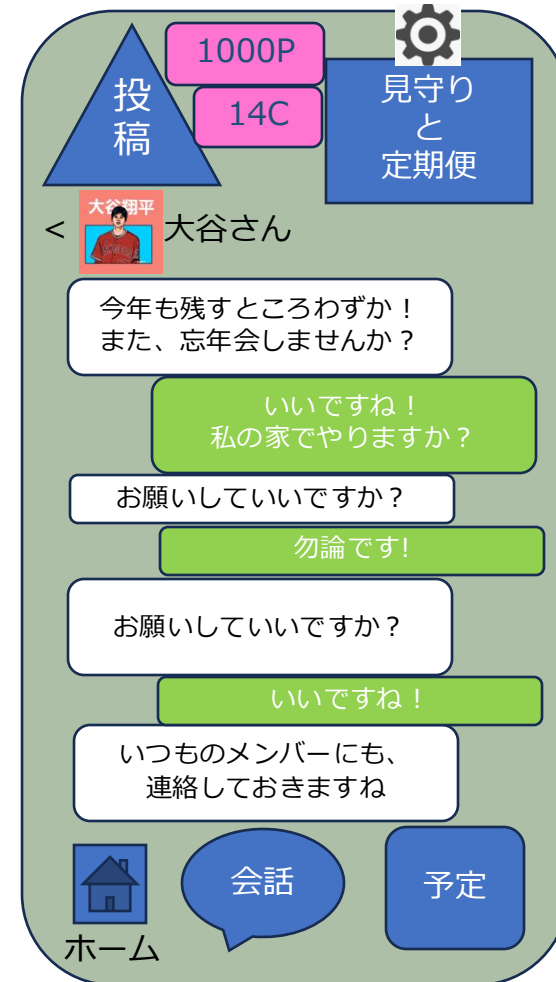 1000P
14C
投
稿
見守り
と
定期便
<
大谷翔平
大谷さん
今年も残すところわずか！
また、忘年会しませんか？
いいですね！
私の家でやりますか？
お願いしていいですか？
勿論です!
お願いしていいですか？
いいですね！
いつものメンバーにも、
連絡しておきますね
会話
予定
ホーム